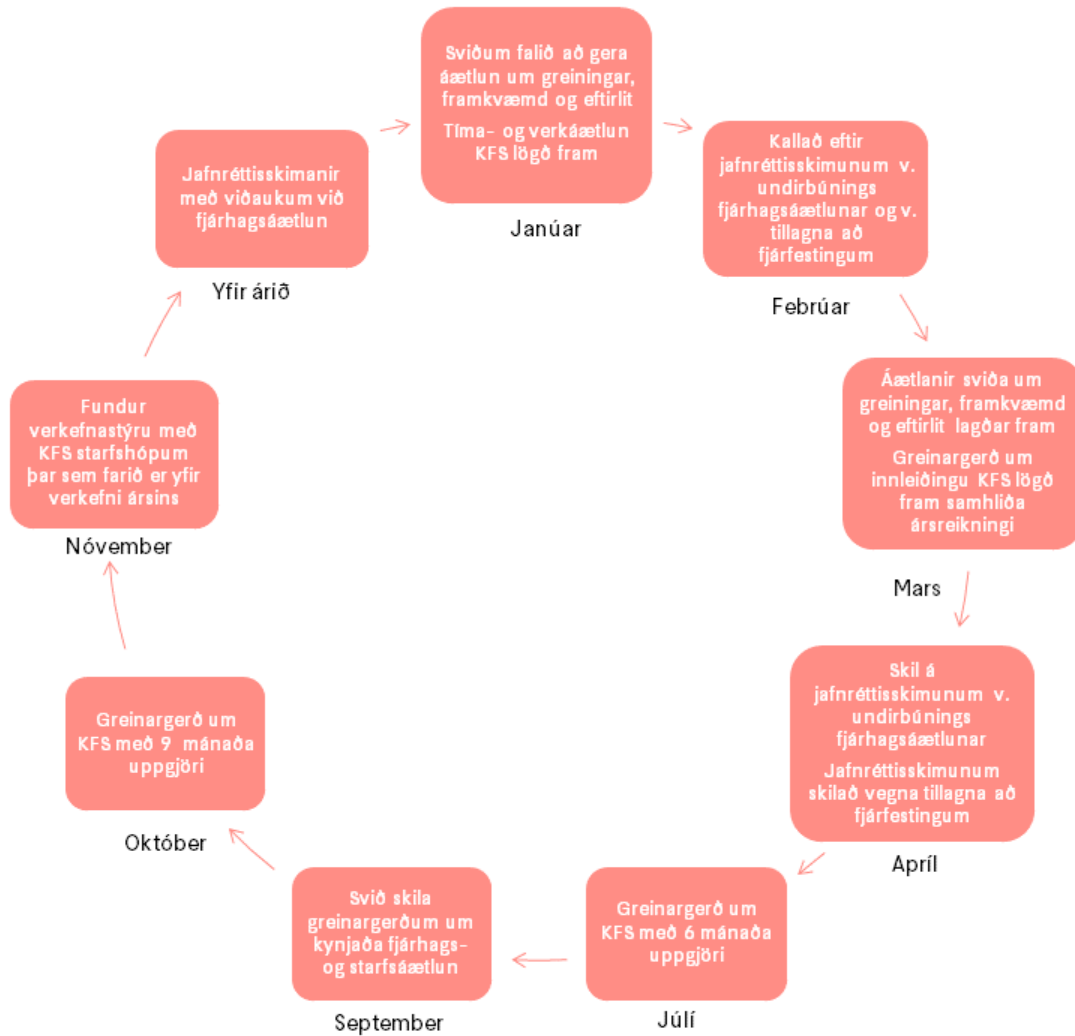 Sviðum falið að gera
áætlun um greiningar,
framkvæmd og eftirlit
Tíma- og verkáætlun
KFS lögð fram
Janúar
Kallað eftir
jafnréttisskimunum v.
undirbúnings
fjárhagsáætlunar og v.
tillagna að
fjárfestingum
Febrúar
Áætlanir sviða um
greiningar, framkvæmd
og eftirlit lagðar fram
Greinargerð um
innleiðingu KFS lögð
fram samhliða
ársreikningi
Mars
Skil á
jafnréttisskimunum v.
undirbúnings
fjárhagsáætlunar
Jafnréttisskimunum
skilað vegna tillagna að
fjárfestingum
Apríl
Greinargerð um
KFS með 6 mánaða
uppgjöri
Júlí
Svið skila
greinargerðum um
kynjaða fjárhags-
og starfsáætlun
September
Greinargerð um
KFS með 9 mánaða
uppgjöri
Október
Fundur
verkefnastýru með
KFS starfshópum
þar sem farið er yfir
verkefni ársins
Nóvember
Jafnréttisskimanir
með viðaukum við
fjárhagsáætlun
Yfir árið